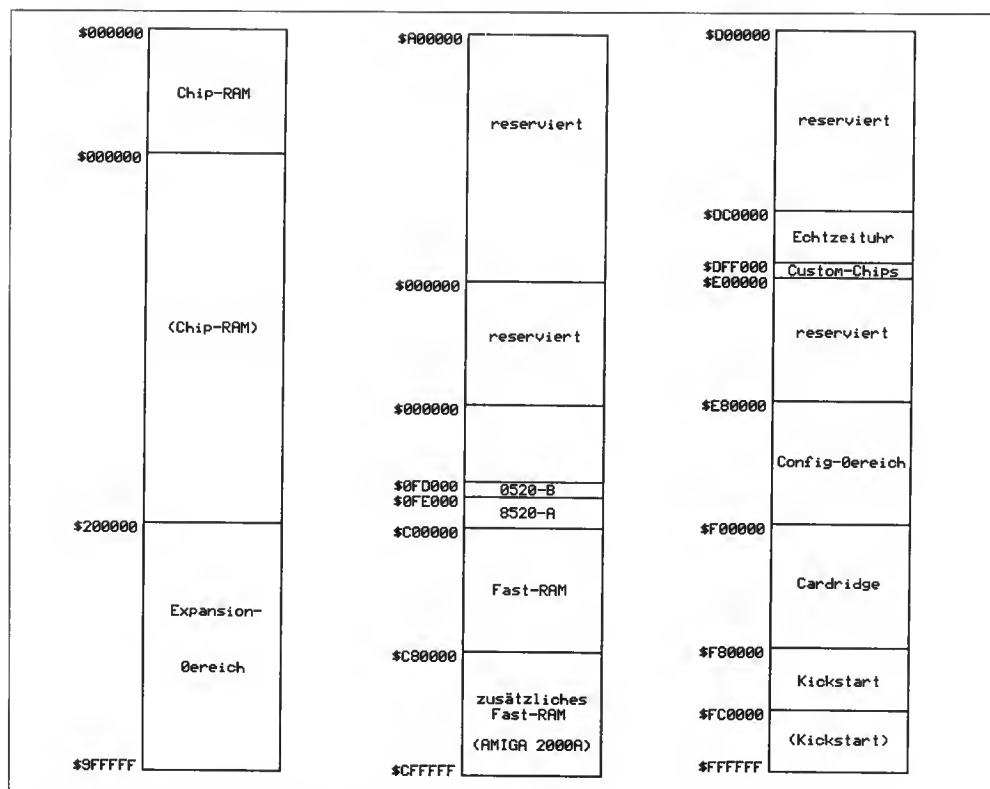 $000000
Chip-RAM
$000000
(Chip-RAM)
$200000
Expansion-
0ereich
$9FFFFF
$A00000
reserviert
$000000
reserviert
$000000
$0FD000
0520-B
$0FE000
8520-A
$C00000
Fast-RAM
$C80000
zusätzliches
Fast-RAM
(AMIGA 2000A)
$CFFFFF
$D00000
reserviert
$DC0000
Echtzeituhr
$DFF000
Custom-Chips
$E00000
reserviert
$E80000
Config-0ereich
$F00000
Cardridge
$F80000
Kickstart
$FC0000
(Kickstart)
$FFFFFF